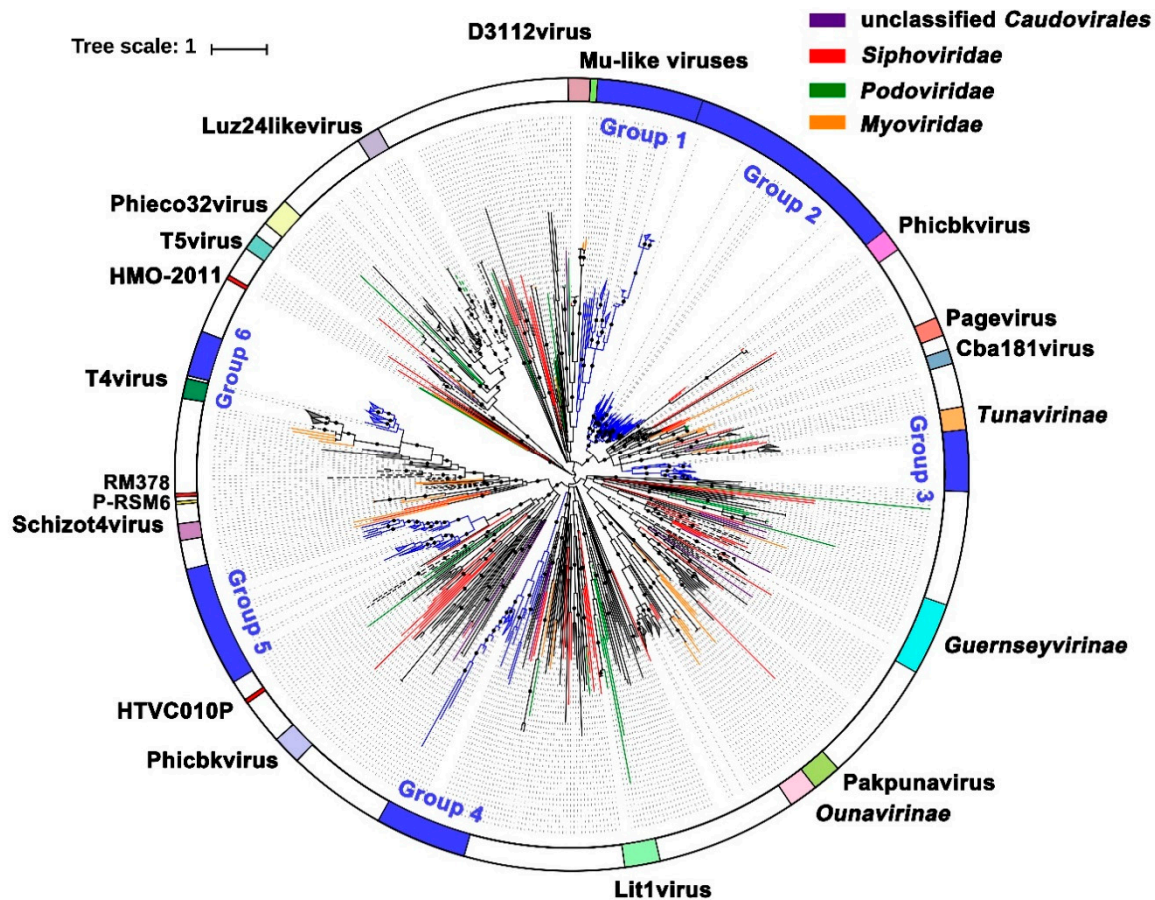 Tree scale: 1
D3112virus
Mu-like viruses
unclassified Caudovirales
Siphoviridae
Podoviridae
Myoviridae
Luz24likevirus
Group 1
Group 2
Phieco32virus
T5virus
HMO-2011
Phicbkvirus
Pagevirus
Cba181virus
Group 6
T4virus
Tunavirinae
Group 3
RM378
P-RSM6
Schizot4virus
Group 5
Guernseyvirinae
HTVC010P
Phicbkvirus
Group 4
Pakpunavirus
Ounavirinae
Lit1virus